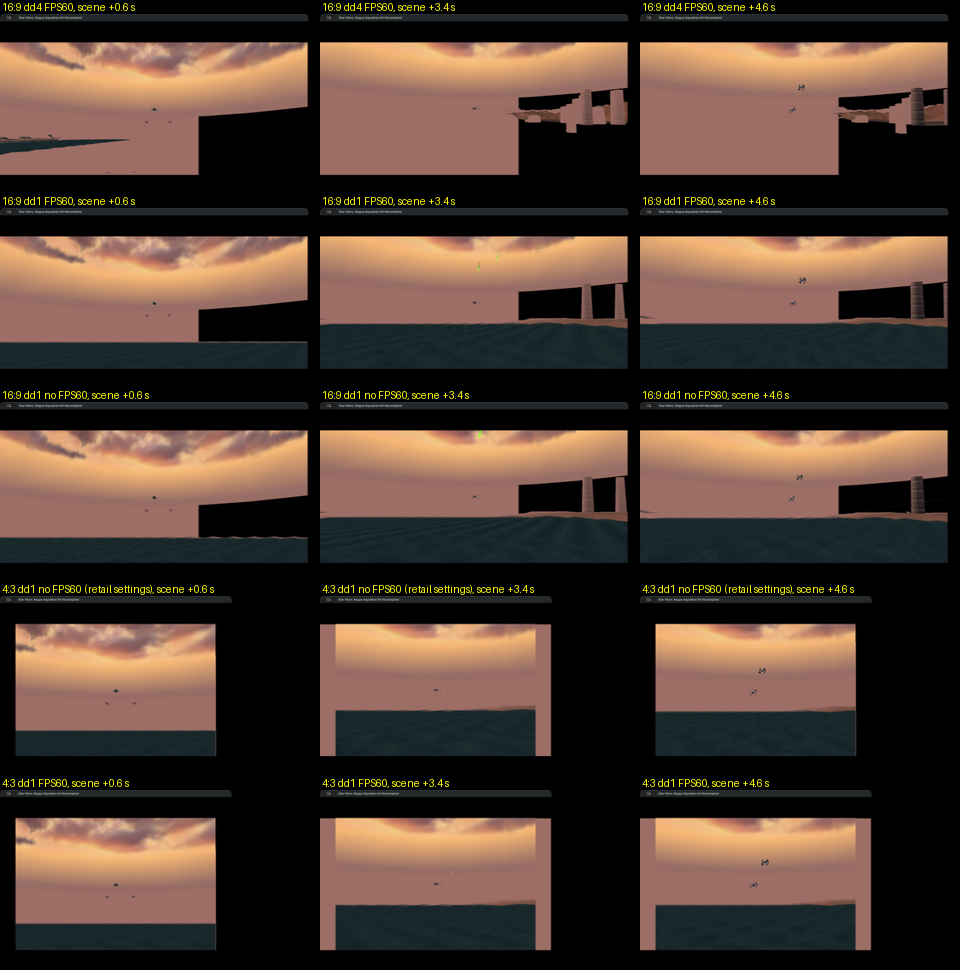 16:9 dd4 FPS60, scene +0.6 s
16:9 dd4 FPS60, scene +3.4 s
16:9 dd4 FPS60, scene +4.6 s
16:9 dd1 FPS60, scene +0.6 s
16:9 dd1 FPS60, scene +3.4 s
16:9 dd1 FPS60, scene +4.6 s
16:9 dd1 no FPS60, scene +0.6 s
16:9 dd1 no FPS60, scene +3.4 s
16:9 dd1 no FPS60, scene +4.6 s
4:3 dd1 no FPS60 (retail settings), scene +0.6 s
4:3 dd1 no FPS60 (retail settings), scene +3.4 s
4:3 dd1 no FPS60 (retail settings), scene +4.6 s
4:3 dd1 FPS60, scene +0.6 s
4:3 dd1 FPS60, scene +3.4 s
4:3 dd1 FPS60, scene +4.6 s